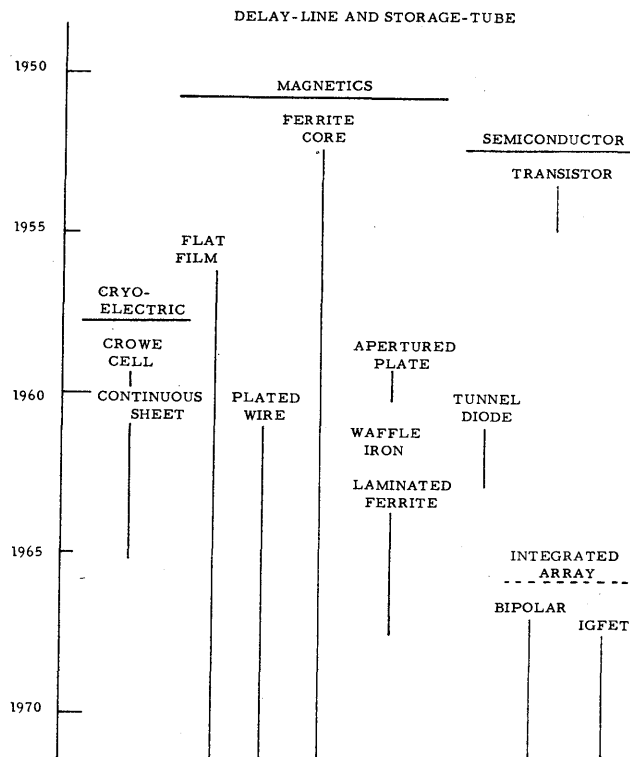 DELAY-LINE AND STORAGE-TUBE
1950
MAGNETICS
FERRITE
CORE
SEMICONDUCTOR
TRANSISTOR
1955
FLAT
FILM
CRYO-
ELECTRIC
CROWE
CELL
APERTURED
PLATE
1960
CONTINUOUS
SHEET
PLATED
WIRE
TUNNEL
DIODE
WAFFLE
IRON
LAMINATED
FERRITE
1965
INTEGRATED
ARRAY
BIPOLAR
IGFET
1970